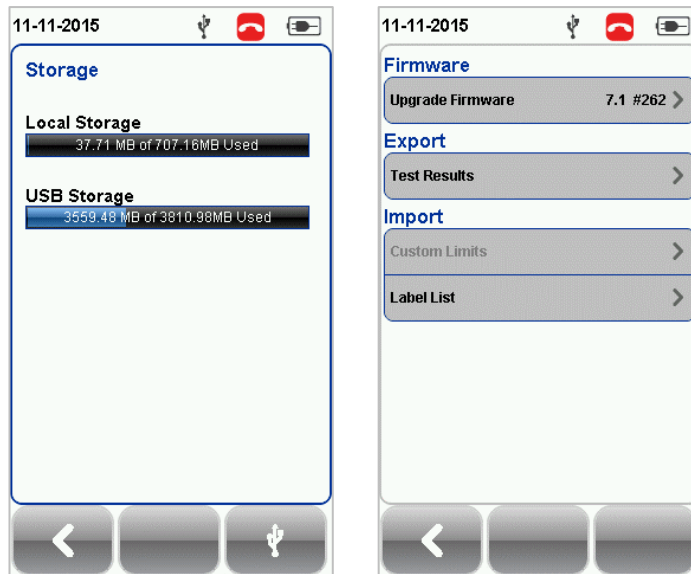 11-11-2015
Storage
Local Storage
37.71 MB of 707.16MB Used
USB Storage
3559.48 MB of 3810.98MB Used
11-11-2015
Firmware
Upgrade Firmware 7.1 #262
Export
Test Results
Import
Custom Limits
Label List